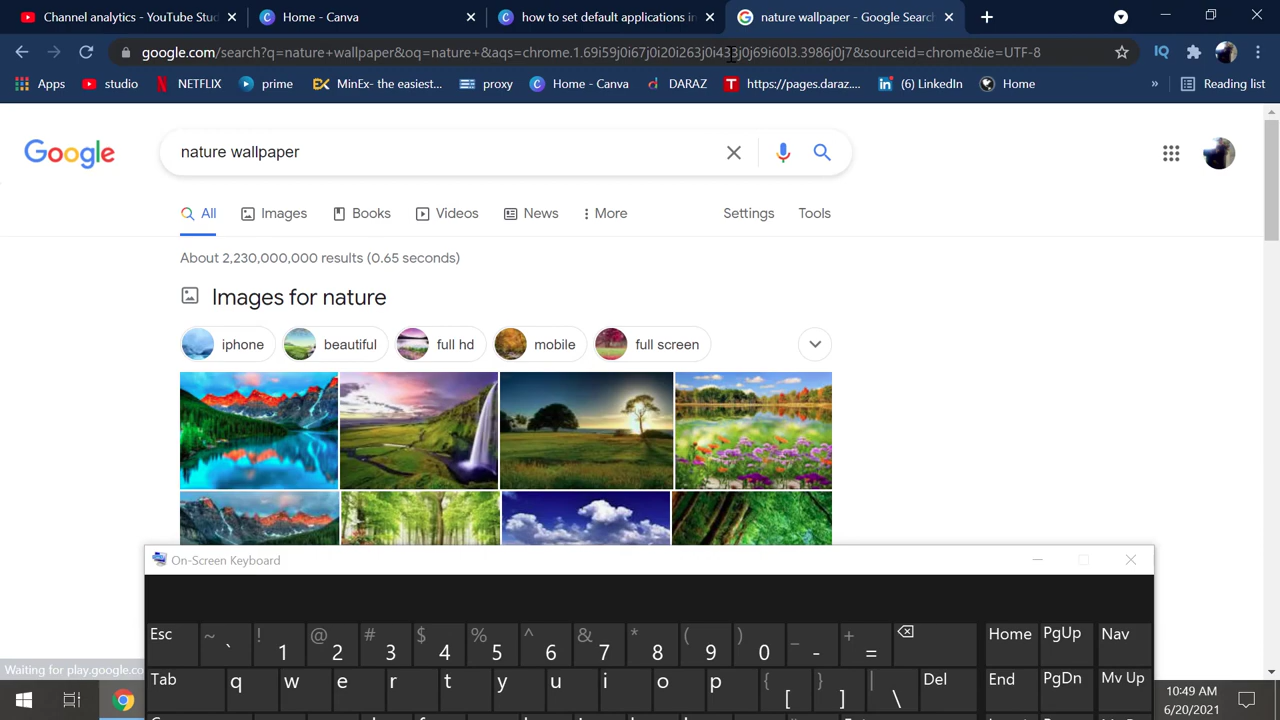 Channel analytics - YouTube Stu
Home - Canva
how to set default applications in
nature wallpaper - Google Search
google.com/search?q=nature+wallpaper&oq=nature+&aqs=chrome.1.69i59j0i67j0i20i263j0i433j0j69i60l3.3986j0j7&sourceid=chrome&ie=UTF-8
IQ
Apps
studio
NETFLIX
prime
MinEx- the easiest...
proxy
Home - Canva
DARAZ
https://pages.daraz....
(6) LinkedIn
Home
»
Reading list
Google
nature wallpaper
All
Images
Books
Videos
News
More
Settings
Tools
About 2,230,000,000 results (0.65 seconds)
Images for nature
iphone
beautiful
full hd
mobile
full screen
On-Screen Keyboard
Esc ~ ` ! 1 @ 2 # 3 $ 4 % 5 ^ 6 & 7 * 8 ( 9 ) 0 _ - + = Home PgUp Nav
Waiting for play.google.co
Tab q w e r t y u i o p { [ } ] | \ Del End PgDn Mv Up
10:49 AM
6/20/2021